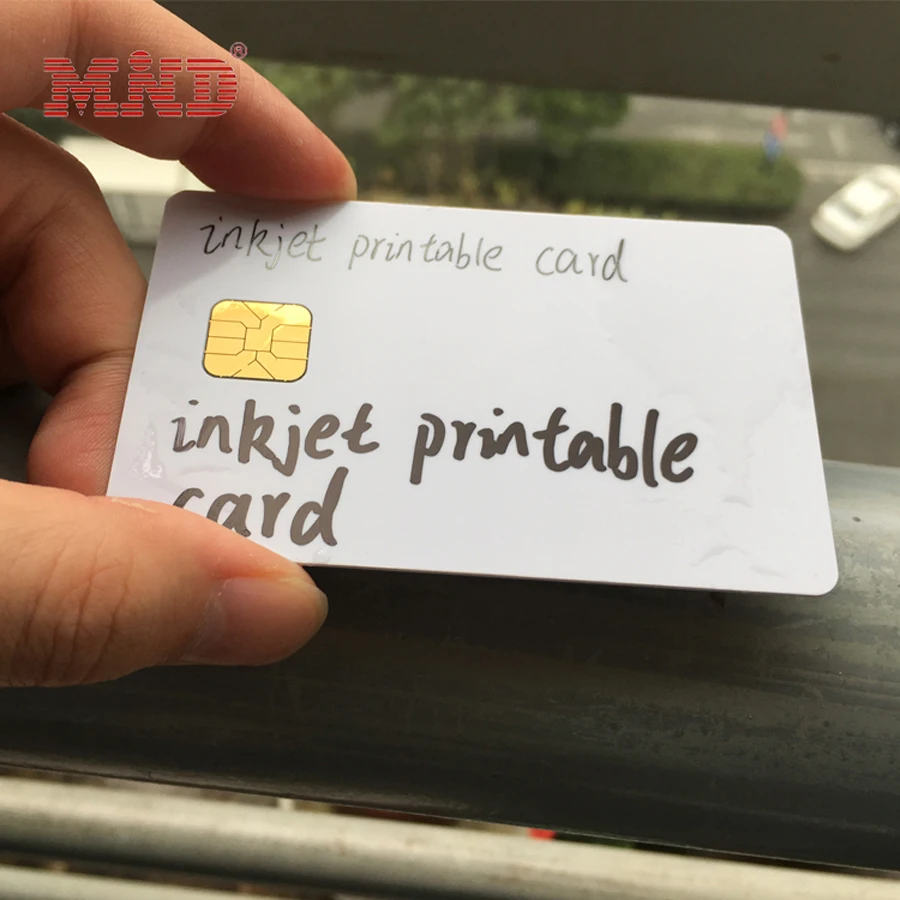 MIND®
inkjet printable card
inkjet printable
card